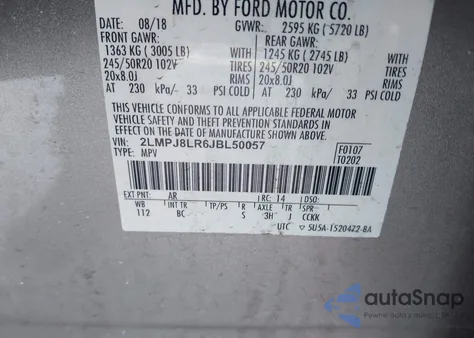 MFD. BY FORD MOTOR CO.
DATE: 08/18 GVWR: 2595 KG ( 5720 LB)
FRONT GAWR: REAR GAWR:
1363 KG ( 3005 LB) 1245 KG ( 2745 LB)
245/50R20 102V WITH TIRES 245/50R20 102V WITH TIRES
20x8.0J RIMS 20x8.0J RIMS
AT 230 kPa/ 33 PSI COLD AT 230 kPa/ 33 PSI COLD
THIS VEHICLE CONFORMS TO ALL APPLICABLE FEDERAL MOTOR
VEHICLE SAFETY AND THEFT PREVENTION STANDARDS IN EFFECT ON
THE DATE OF MANUFACTURE SHOWN ABOVE.
VIN: 2LMPJ8LR6JBL50057 F0107
TYPE: MPV T0202
EXT PNT: AR RC: 14 DSO:
WB INT TR TP/PS R AXLE TR SPR
112 BC S 3H J CCKK
UTC 5U5A-1520472-BA
autoSnap